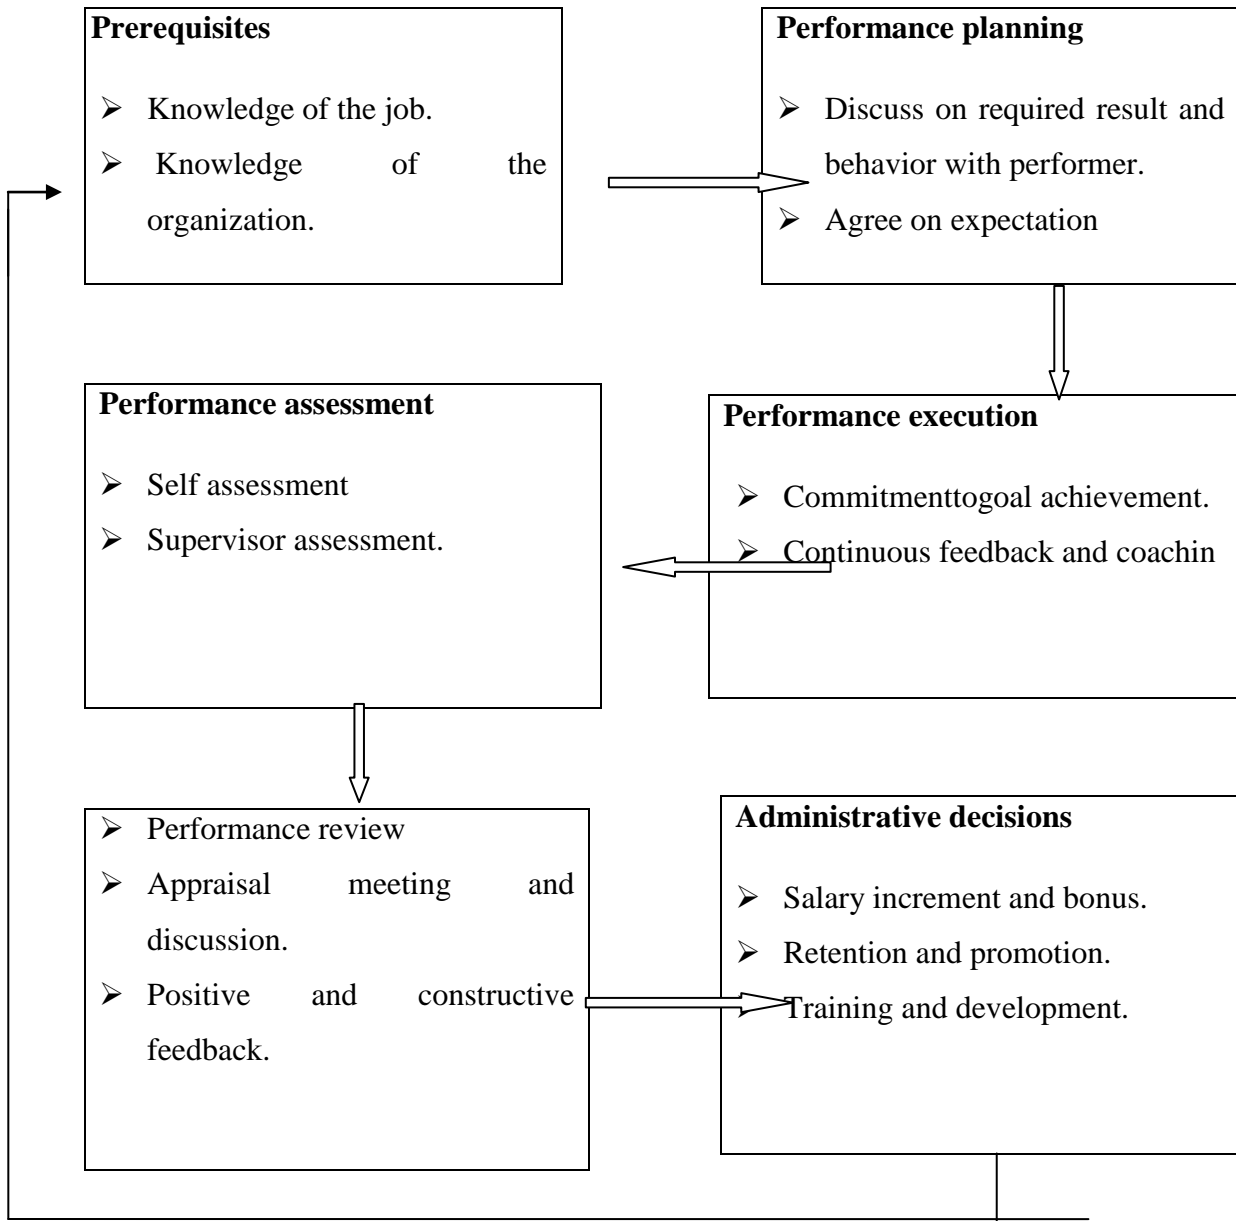 Prerequisites
➢ Knowledge of the job.
➢ Knowledge of the
organization.
Performance planning
➢ Discuss on required result and
behavior with performer.
➢ Agree on expectation
Performance execution
➢ Commitmenttogoal achievement.
➢ Continuous feedback and coachin
Performance assessment
➢ Self assessment
➢ Supervisor assessment.
➢ Performance review
➢ Appraisal meeting and
discussion.
➢ Positive and constructive
feedback.
Administrative decisions
➢ Salary increment and bonus.
➢ Retention and promotion.
➢ Training and development.